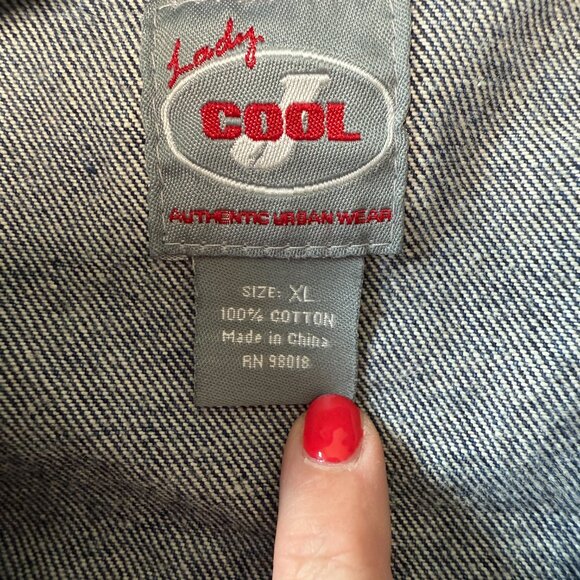 Lady
J
COOL
AUTHENTIC URBAN WEAR
SIZE: XL
100% COTTON
Made in China
RN 98018